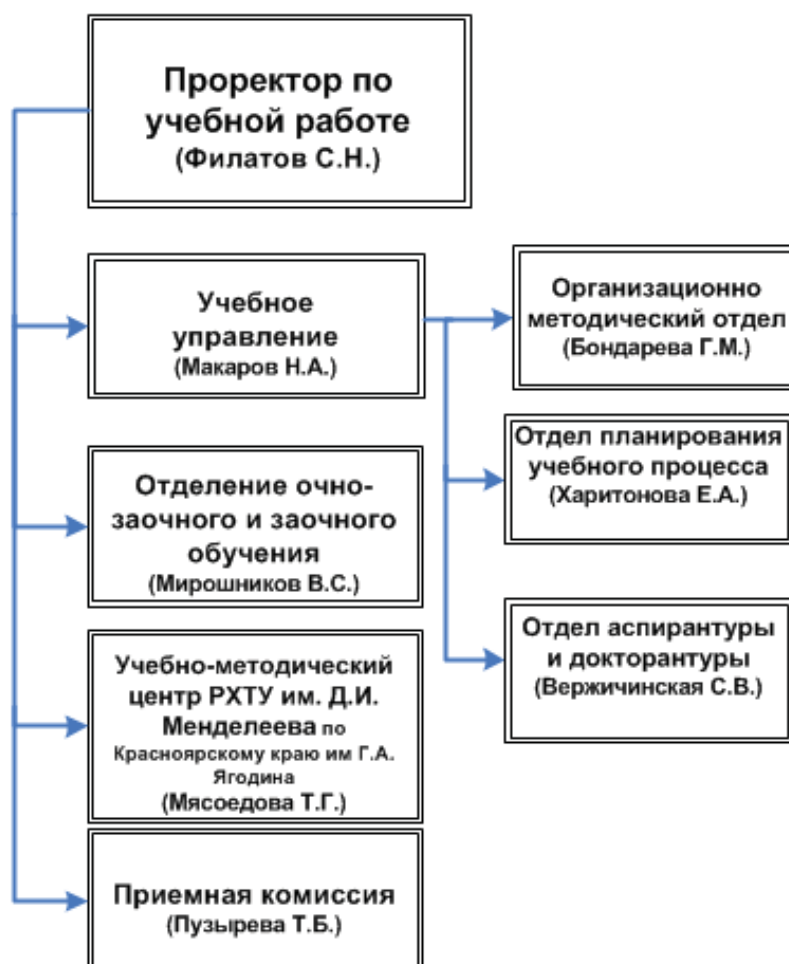 Проректор по
учебной работе
(Филатов С.Н.)
Учебное
управление
(Макаров Н.А.)
Организационно
методический отдел
(Бондарева Г.М.)
Отдел планирования
учебного процесса
(Харитонова Е.А.)
Отдел аспирантуры
и докторантуры
(Вержичинская С.В.)
Отделение очно-
заочного и заочного
обучения
(Мирошников В.С.)
Учебно-методический
центр РХТУ им. Д.И.
Менделеева по
Красноярскому краю им Г.А.
Ягодина
(Мясоедова Т.Г.)
Приемная комиссия
(Пузырева Т.Б.)